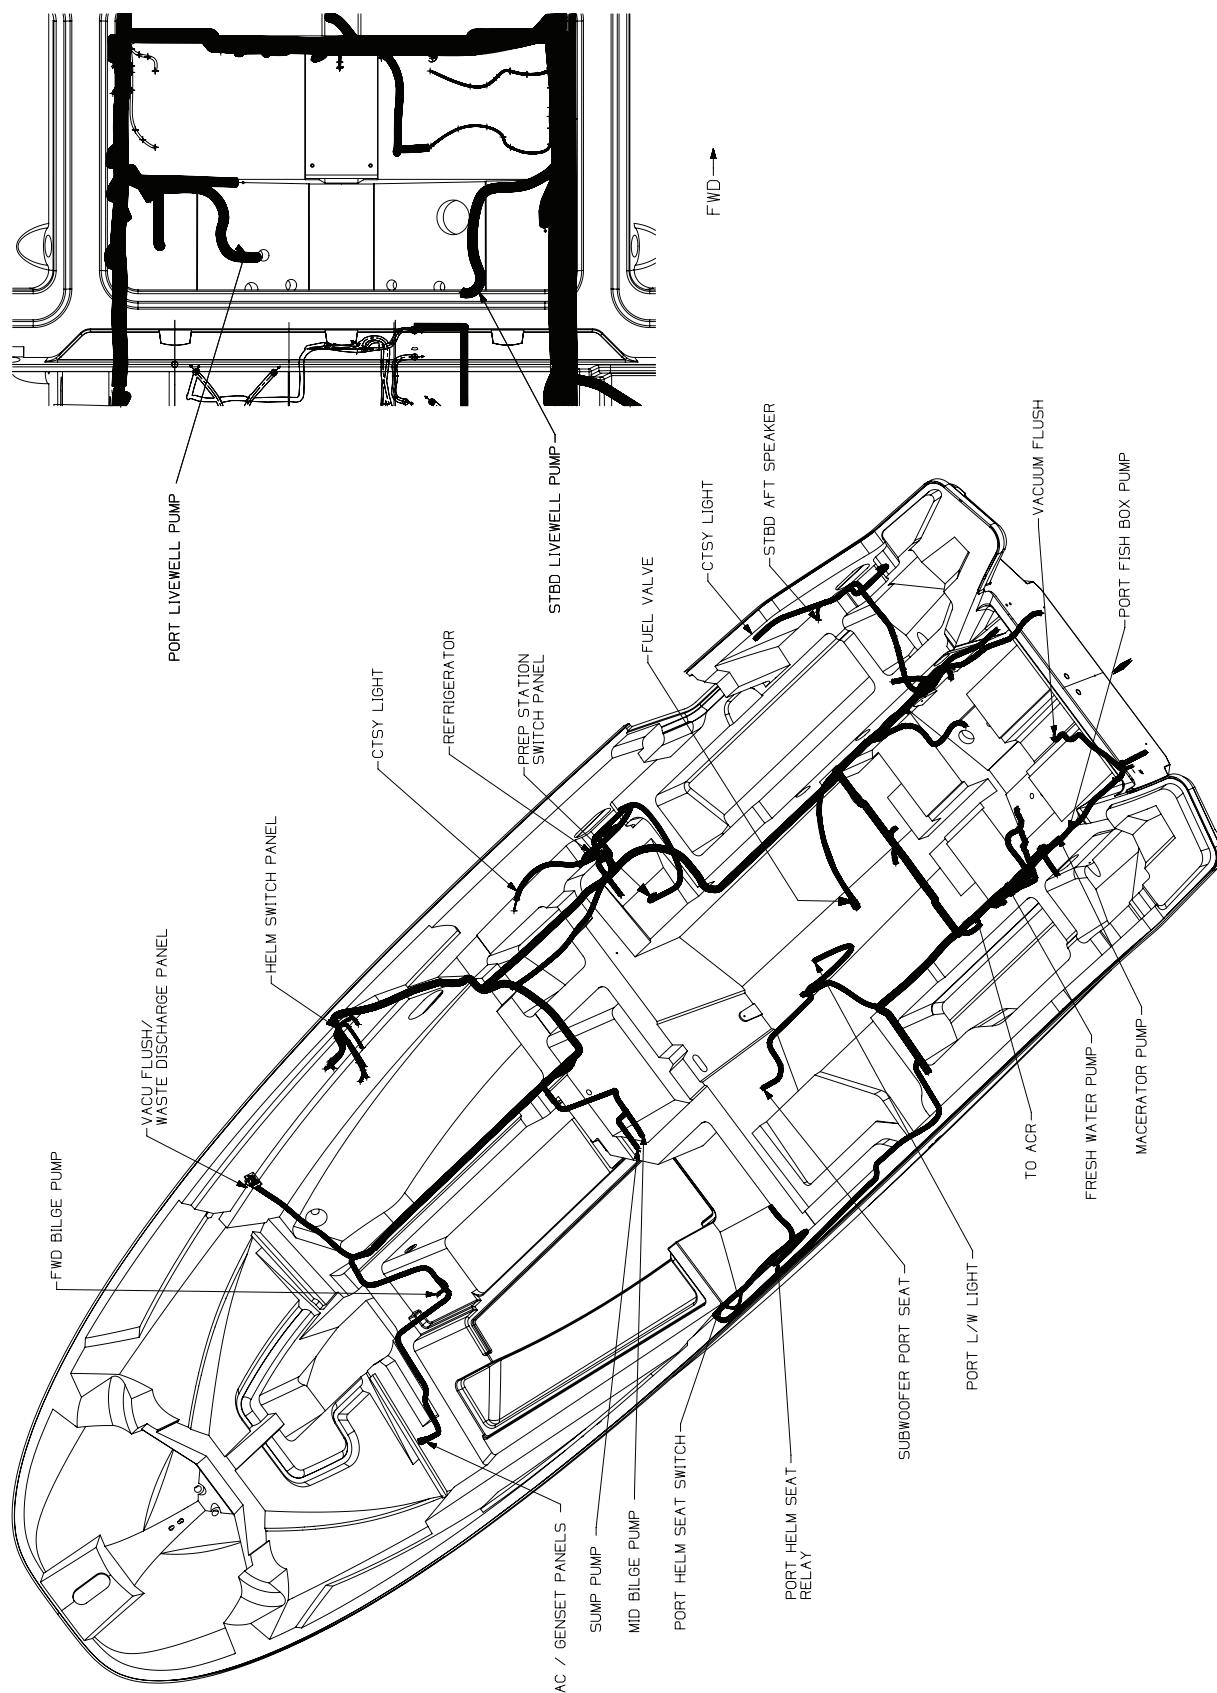 PORT LIVEWELL PUMP
STBD LIVEWELL PUMP
FWD
VACUUM FLUSH
PORT FISH BOX PUMP
STBD AFT SPEAKER
CTSY LIGHT
FUEL VALVE
PREP STATION
SWITCH PANEL
REFRIGERATOR
CTSY LIGHT
HELM SWITCH PANEL
VACU FLUSH/
WASTE DISCHARGE PANEL
FWD BILGE PUMP
AC / GENSET PANELS
SUMP PUMP
MID BILGE PUMP
PORT HELM SEAT SWITCH
PORT HELM SEAT
RELAY
SUBWOOFER PORT SEAT
PORT L/W LIGHT
TO ACR
FRESH WATER PUMP
MACERATOR PUMP